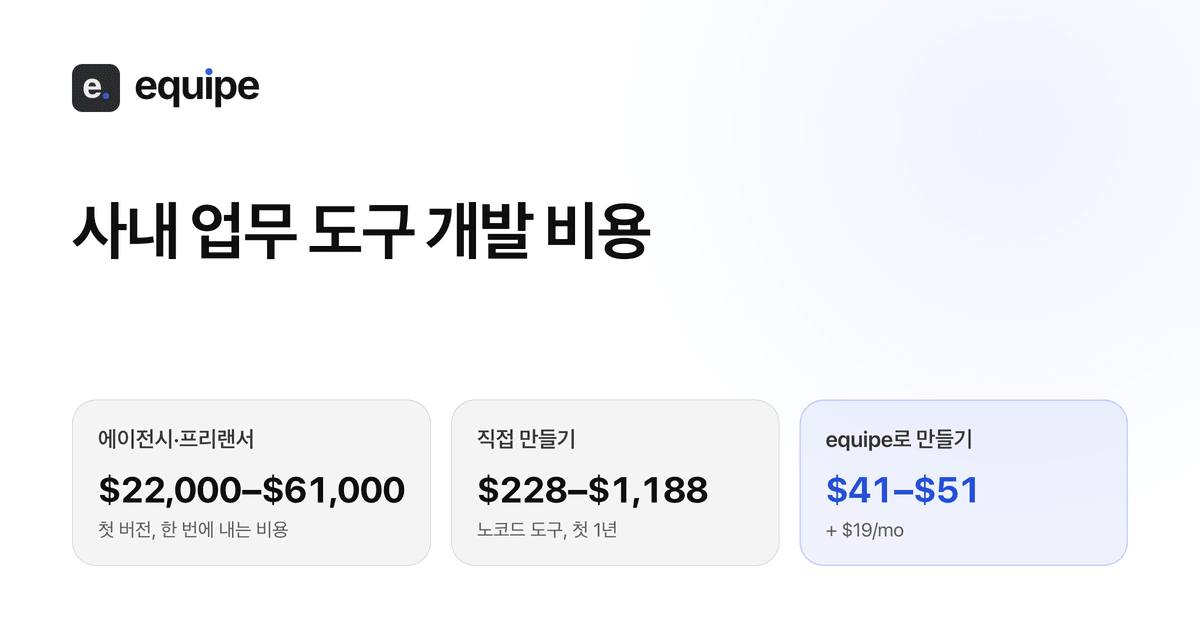 e.
equipe
사내 업무 도구 개발 비용
에이전시·프리랜서
$22,000–$61,000
첫 버전, 한 번에 내는 비용
직접 만들기
$228–$1,188
노코드 도구, 첫 1년
equipe로 만들기
$41–$51
+ $19/mo